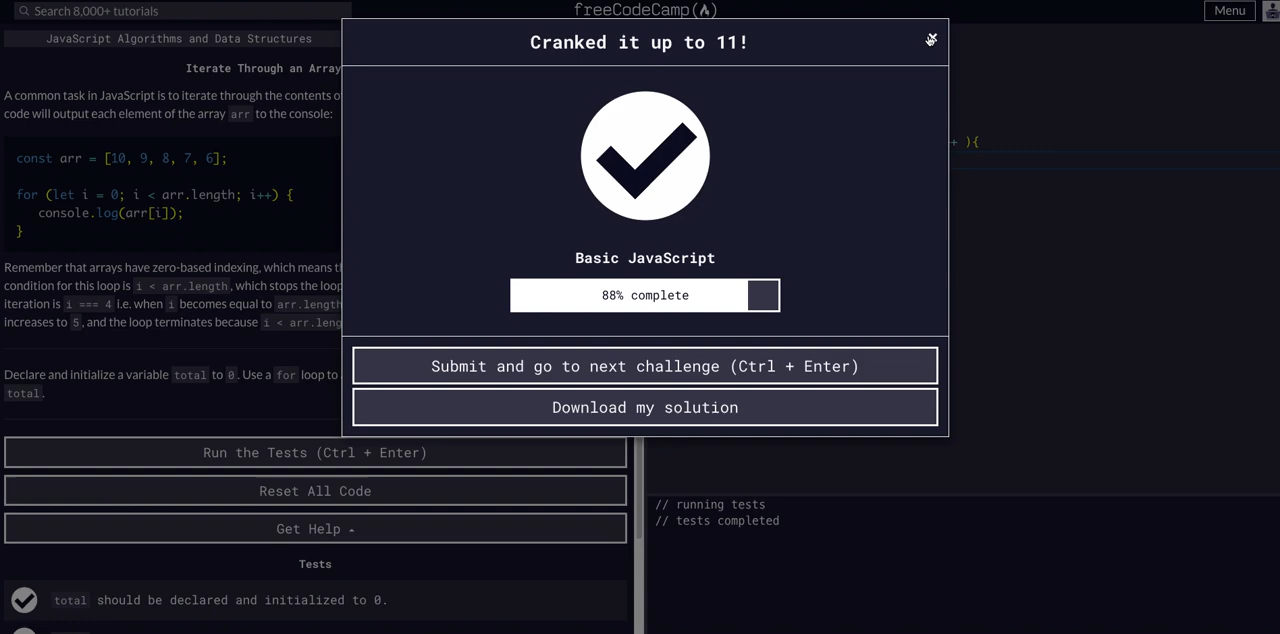 Search 8,000+ tutorials
freeCodeCamp
Menu
JavaScript Algorithms and Data Structures
Iterate Through an Array
A common task in JavaScript is to iterate through the contents
code will output each element of the array arr to the console:
const arr = [10, 9, 8, 7, 6];
for (let i = 0; i < arr.length; i++) {
console.log(arr[i]);
}
Remember that arrays have zero-based indexing, which means
condition for this loop is i < arr.length, which stops the loop
iteration is i === 4 i.e. when i becomes equal to arr.length
increases to 5, and the loop terminates because i < arr.leng
Declare and initialize a variable total to 0. Use a for loop to
total.
Run the Tests (Ctrl + Enter)
Reset All Code
Get Help
Tests
total should be declared and initialized to 0.
Cranked it up to 11!
Basic JavaScript
88% complete
Submit and go to next challenge (Ctrl + Enter)
Download my solution
+ ){
// running tests
// tests completed